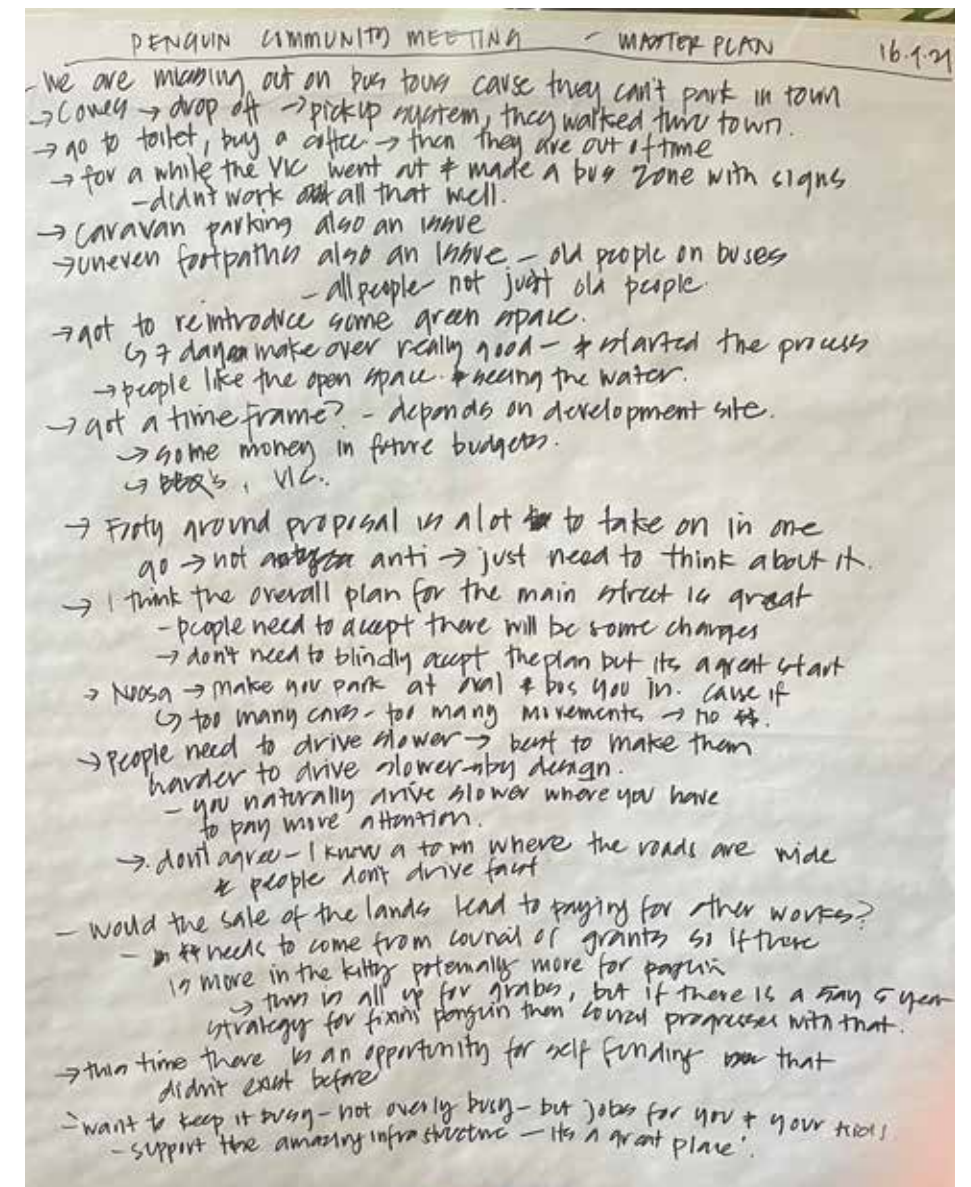 PENGUIN COMMUNITY MEETING - MASTER PLAN 16.9.21
- We are missing out on bus tours cause they can't park in town
→ → drop off → pickup system, they walked thru town.
→ go to toilet, buy a coffee → then they are out of time
→ for a while the VIC went out & made a bus zone with signs
- didn't work all that well.
→ caravan parking also an issue
→ uneven footpaths also an issue - old people on buses
- all people not just old people.
→ got to reintroduce some green space.
↳ 7 day make over really good - & started the process
→ people like the open space & seeing the water.
→ got a time frame? - depends on development site.
→ some money in future budgets.
↳ BBQ's, VIC.
→ around proposal is a lot to take on in one
go → not anti → just need to think about it.
→ I think the overall plan for the main street is great
- people need to accept there will be some changes
→ don't need to blindly accept the plan but its a great start
→ Noosa → make you park at oval & bus you in. cause if
↳ too many cars - too many movements → no $$.
→ People need to drive slower → best to make them
harder to drive slower - by design.
- you naturally drive slower where you have
to pay more attention.
→ don't agree - I know a town where the roads are wide
& people don't drive fast
- would the sale of the lands lead to paying for other works?
- $$ needs to come from council or grants so if there
is more in the kitty potentially more for penguin
→ this is all up for grabs, but if there is a say 5 year
strategy for fixing penguin then council progresses with that.
→ this time there is an opportunity for self funding that
didn't exist before
- want to keep it busy - not overly busy - but jobs for you & your kids
- support the amazing infrastructure - its a great place.